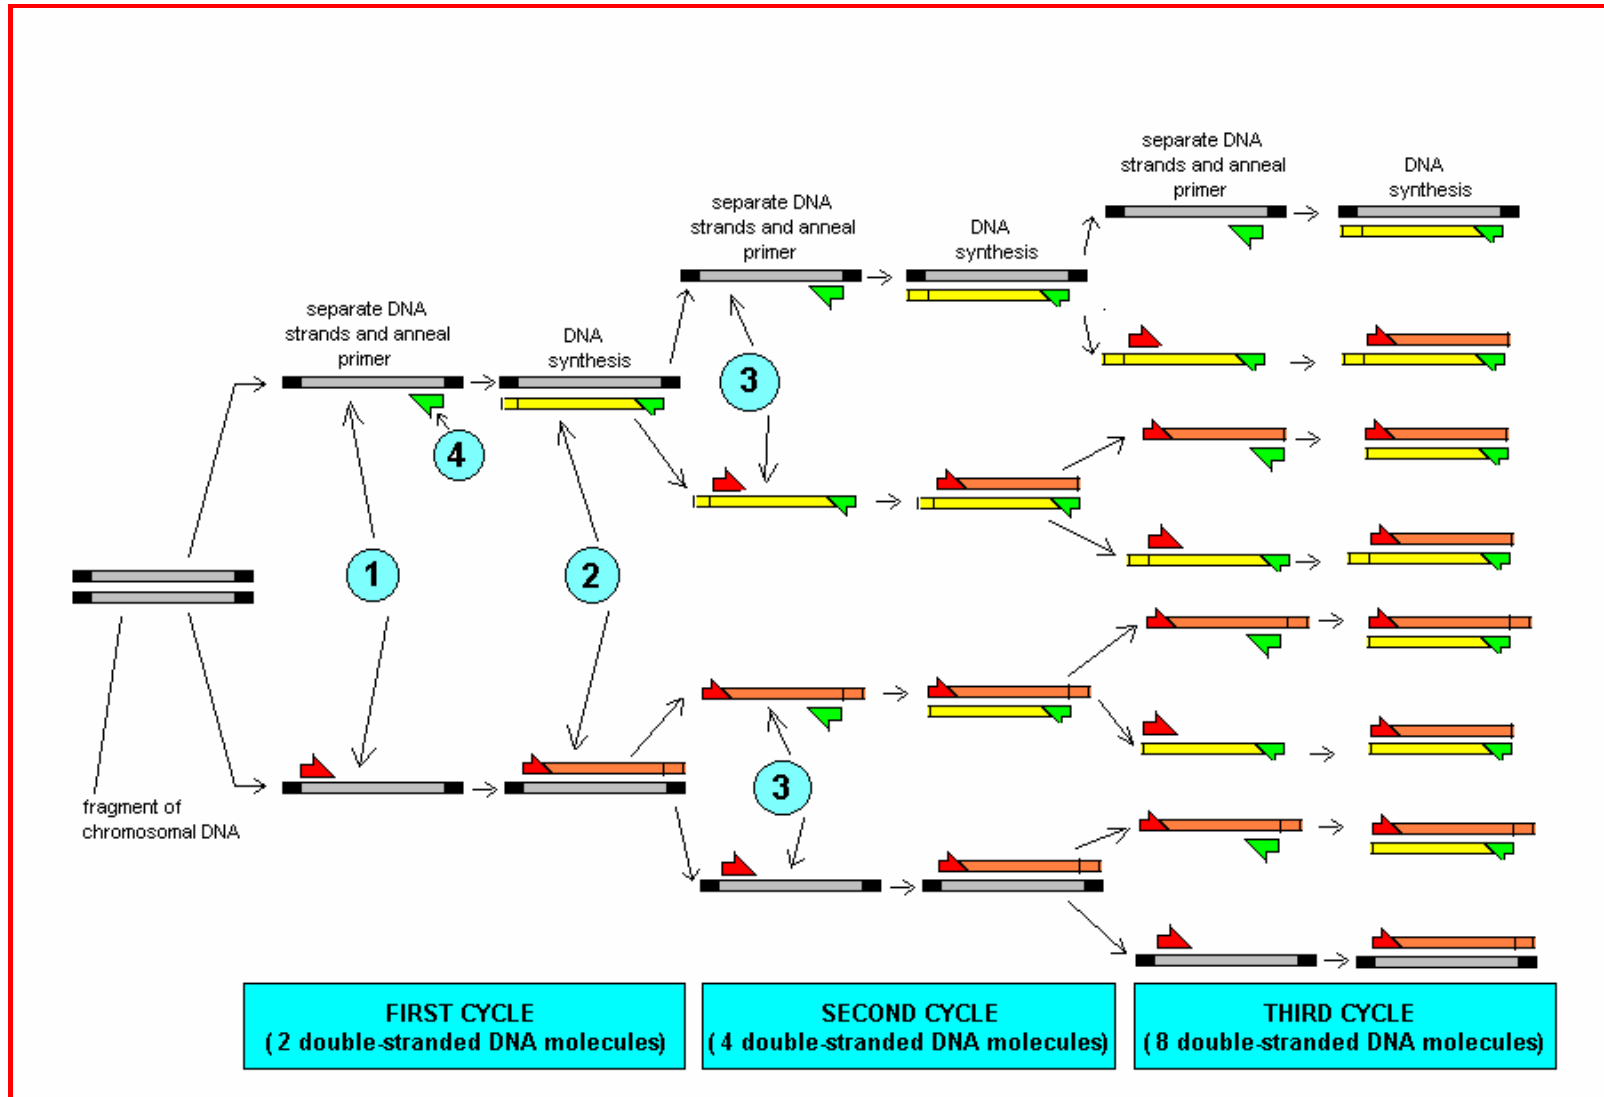 separate DNA
strands and anneal
primer
DNA
synthesis
separate DNA
strands and anneal
primer
DNA
synthesis
separate DNA
strands and anneal
primer
DNA
synthesis
4
3
1
2
3
fragment of
chromosomal DNA
FIRST CYCLE
( 2 double-stranded DNA molecules)
SECOND CYCLE
( 4 double-stranded DNA molecules)
THIRD CYCLE
( 8 double-stranded DNA molecules)